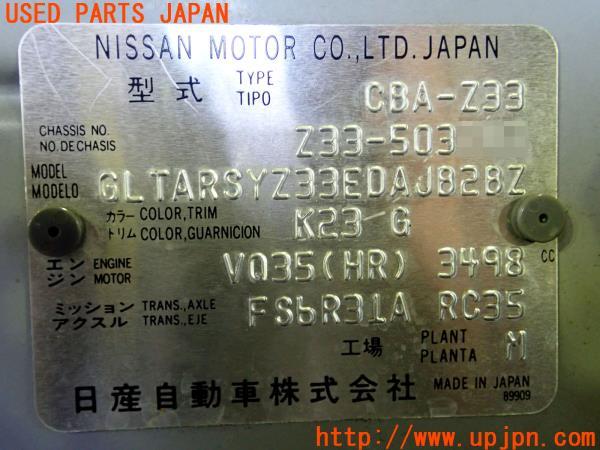 USED PARTS JAPAN
NISSAN MOTOR CO.,LTD. JAPAN
型式 TYPE TIPO CBA-Z33
CHASSIS NO. NO. DE CHASIS Z33-503
MODEL MODELO GLTARSYZ33EDAJ828Z
カラー COLOR, TRIM トリム COLOR, GUARNICION K23 G
エンジン ENGINE MOTOR VQ35(HR) 3498 CC
ミッション TRANS., AXLE アクスル TRANS., EJE FS6R31A RC35
工場 PLANT PLANTA M
日産自動車株式会社 MADE IN JAPAN
89909
http://www.upjpn.com